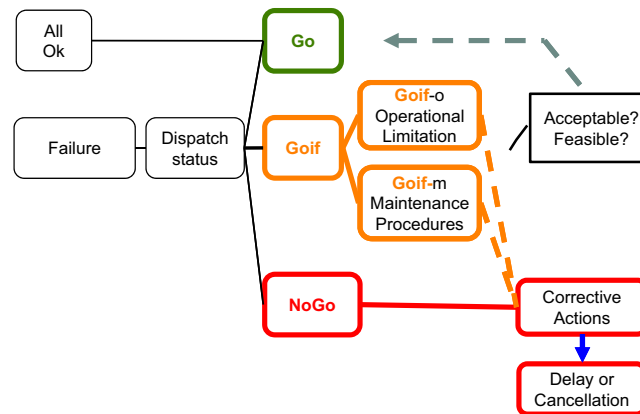 All
Ok
Go
Failure
Dispatch
status
Goif
Goif-o
Operational
Limitation
Goif-m
Maintenance
Procedures
Acceptable?
Feasible?
NoGo
Corrective
Actions
Delay or
Cancellation